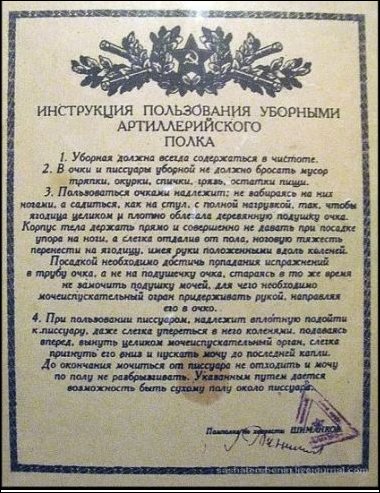 ИНСТРУКЦИЯ ПОЛЬЗОВАНИЯ УБОРНЫМИ
АРТИЛЛЕРИЙСКОГО
ПОЛКА
1. Уборная должна всегда содержаться в чистоте.
2. В очки и писсуары уборной не должно бросать мусор
тряпки, окурки, спички, грязь, остатки пищи.
3. Пользоваться очками надлежит: не взбираясь на них
ногами, а садиться, как на стул, с полной нагрузкой, так, чтобы
ягодица целиком и плотно облегала деревянную подушку очка.
Корпус тела держать прямо и совершенно не давать при посадке
упора на ноги, а слегка отдалив от пола, ноговую тяжесть
перенести на ягодицу, имея руки положенными вдоль коленей.
Посадкой необходимо достичь попадания испражнений
в трубу очка, а не на подушечку очка, стараясь в то же время
не замочить подушку мочей, для чего необходимо
мочеиспускательный орган придерживать рукой, направляя
его в очко.
4. При пользовании писсуаром, надлежит вплотную подойти
к писсуару, даже слегка упереться в него коленями, подаваясь
вперед, вынуть целиком мочеиспускательный орган, слегка
пригнуть его вниз и пускать мочу до последней капли.
До окончания мочиться от писсуара не отходить и мочу
по полу не разбрызгивать. Указанным путем дается
возможность быть сухому полу около писсуара.
Помполка по хозчасти ШИМАНКОВ